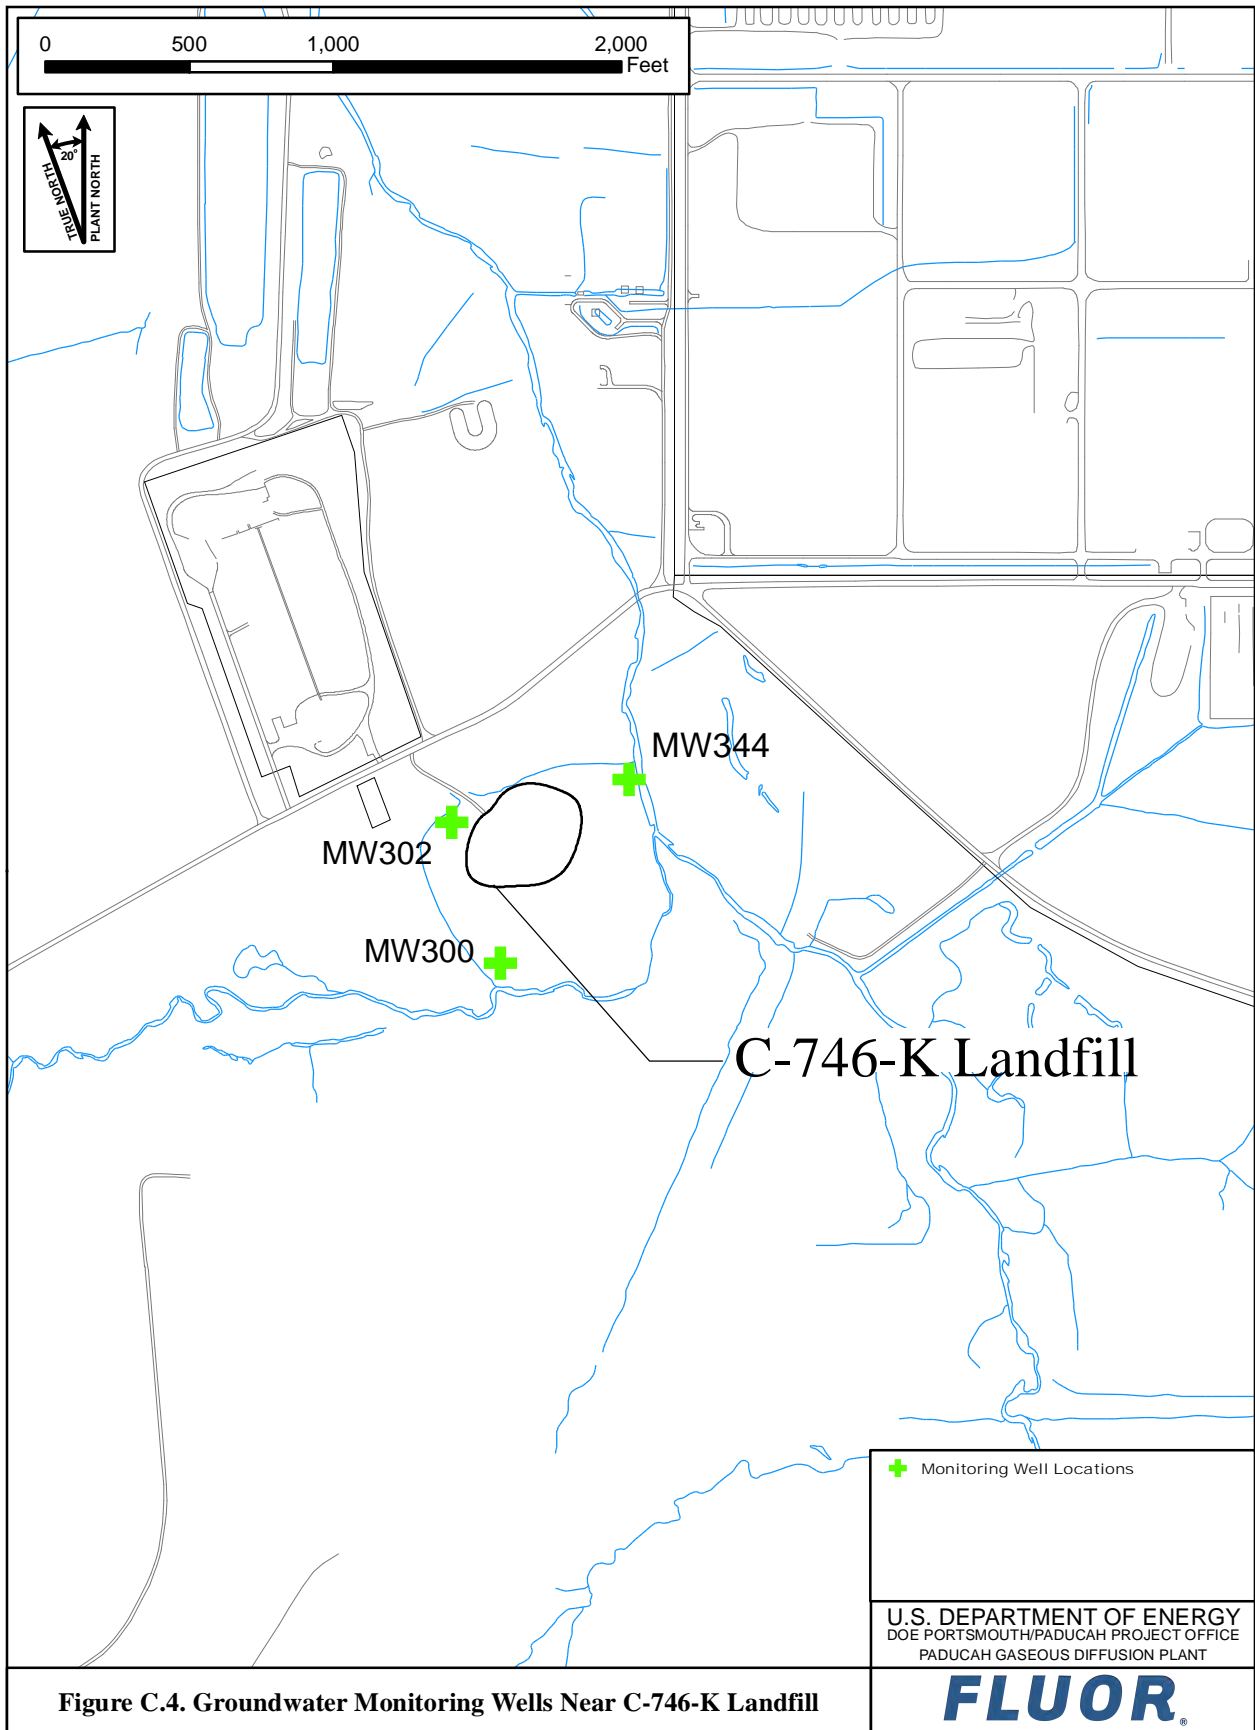 0 500 1,000 2,000
Feet
20°
TRUE NORTH
PLANT NORTH
MW344
MW302
MW300
C-746-K Landfill
Monitoring Well Locations
U.S. DEPARTMENT OF ENERGY
DOE PORTSMOUTH/PADUCAH PROJECT OFFICE
PADUCAH GASEOUS DIFFUSION PLANT
Figure C.4. Groundwater Monitoring Wells Near C-746-K Landfill
FLUOR®